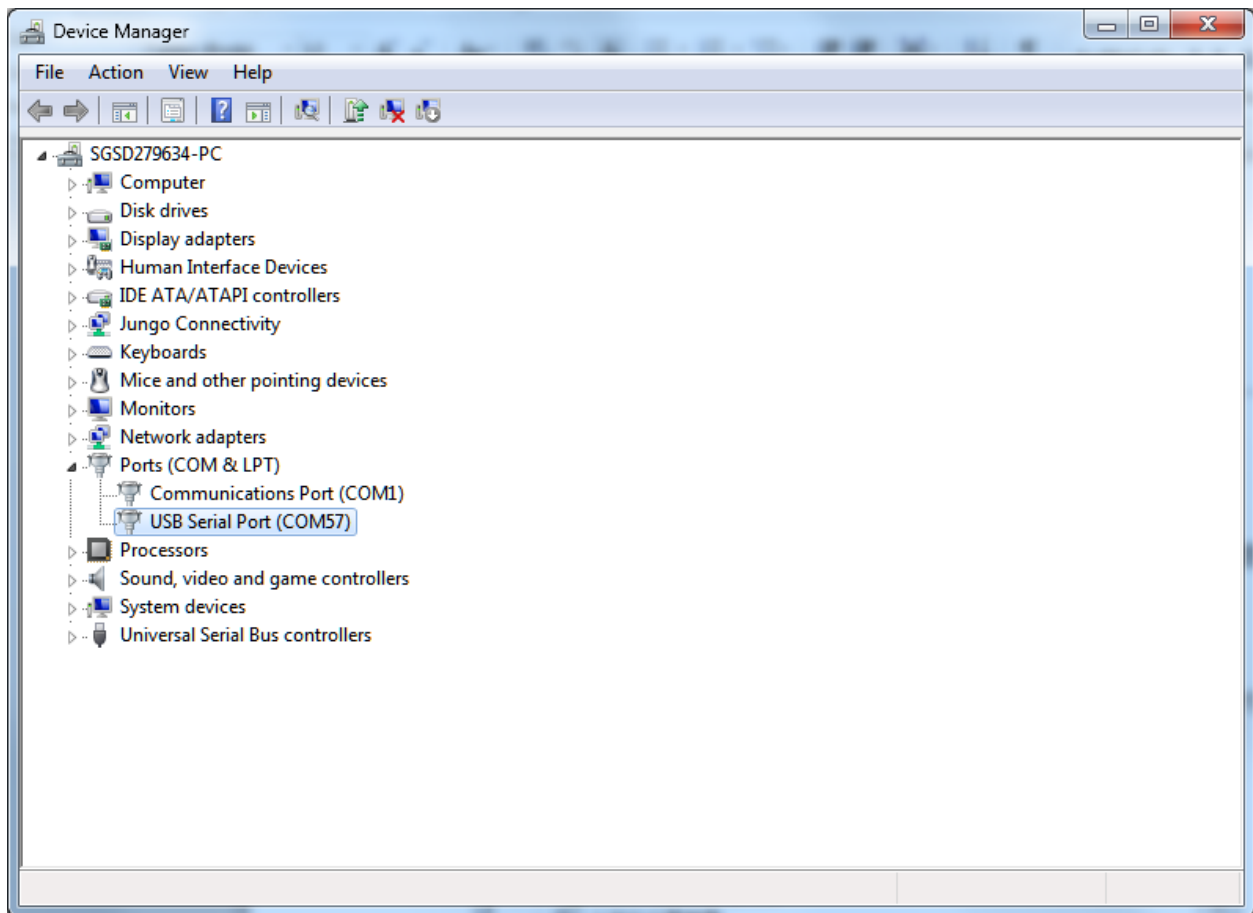 Device Manager
File Action View Help
SGSD279634-PC
Computer
Disk drives
Display adapters
Human Interface Devices
IDE ATA/ATAPI controllers
Jungo Connectivity
Keyboards
Mice and other pointing devices
Monitors
Network adapters
Ports (COM & LPT)
Communications Port (COM1)
USB Serial Port (COM57)
Processors
Sound, video and game controllers
System devices
Universal Serial Bus controllers